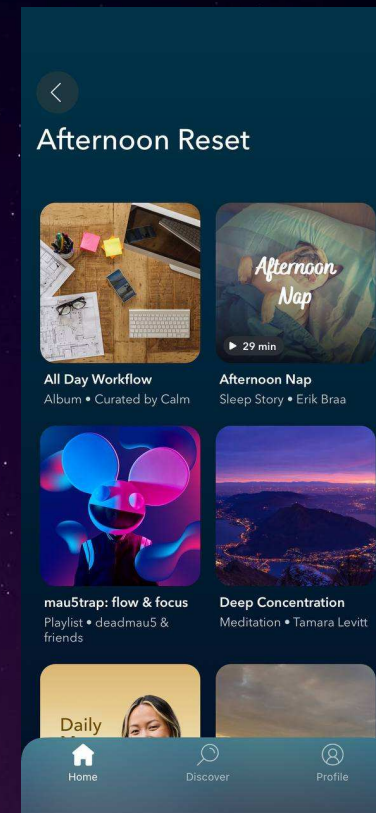 Afternoon Reset
Afternoon
Nap
29 min
All Day Workflow
Album • Curated by Calm
Afternoon Nap
Sleep Story • Erik Braa
mau5trap: flow & focus
Playlist • deadmau5 &
friends
Deep Concentration
Meditation • Tamara Levitt
Daily
Home
Discover
Profile